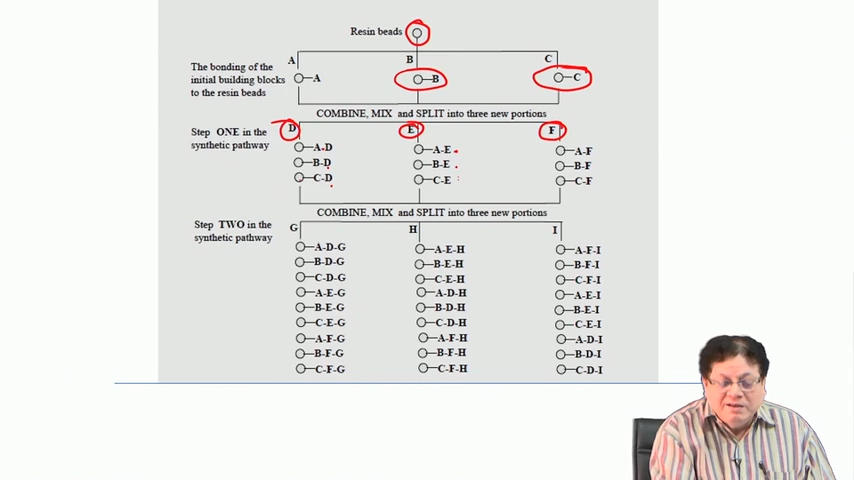 Resin beads
A B C
The bonding of the
initial building blocks
to the resin beads
A B C
COMBINE, MIX and SPLIT into three new portions
Step ONE in the
synthetic pathway
D E F
A-D A-E A-F
B-D B-E B-F
C-D C-E C-F
COMBINE, MIX and SPLIT into three new portions
Step TWO in the
synthetic pathway
G H I
A-D-G A-E-H A-F-I
B-D-G B-E-H B-F-I
C-D-G C-E-H C-F-I
A-E-G A-D-H A-E-I
B-E-G B-D-H B-E-I
C-E-G C-D-H C-E-I
A-F-G A-F-H A-D-I
B-F-G B-F-H B-D-I
C-F-G C-F-H C-D-I